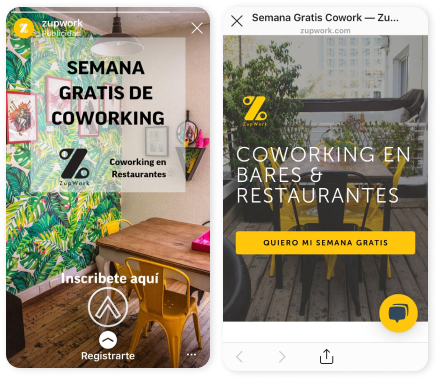 zupwork
Publicidad
SEMANA
GRATIS DE
COWORKING
ZupWork
Coworking en
Restaurantes
Inscribete aquí
Registrarte
Semana Gratis Cowork — Zu...
zupwork.com
ZupWork
COWORKING EN
BARES &
RESTAURANTES
QUIERO MI SEMANA GRATIS